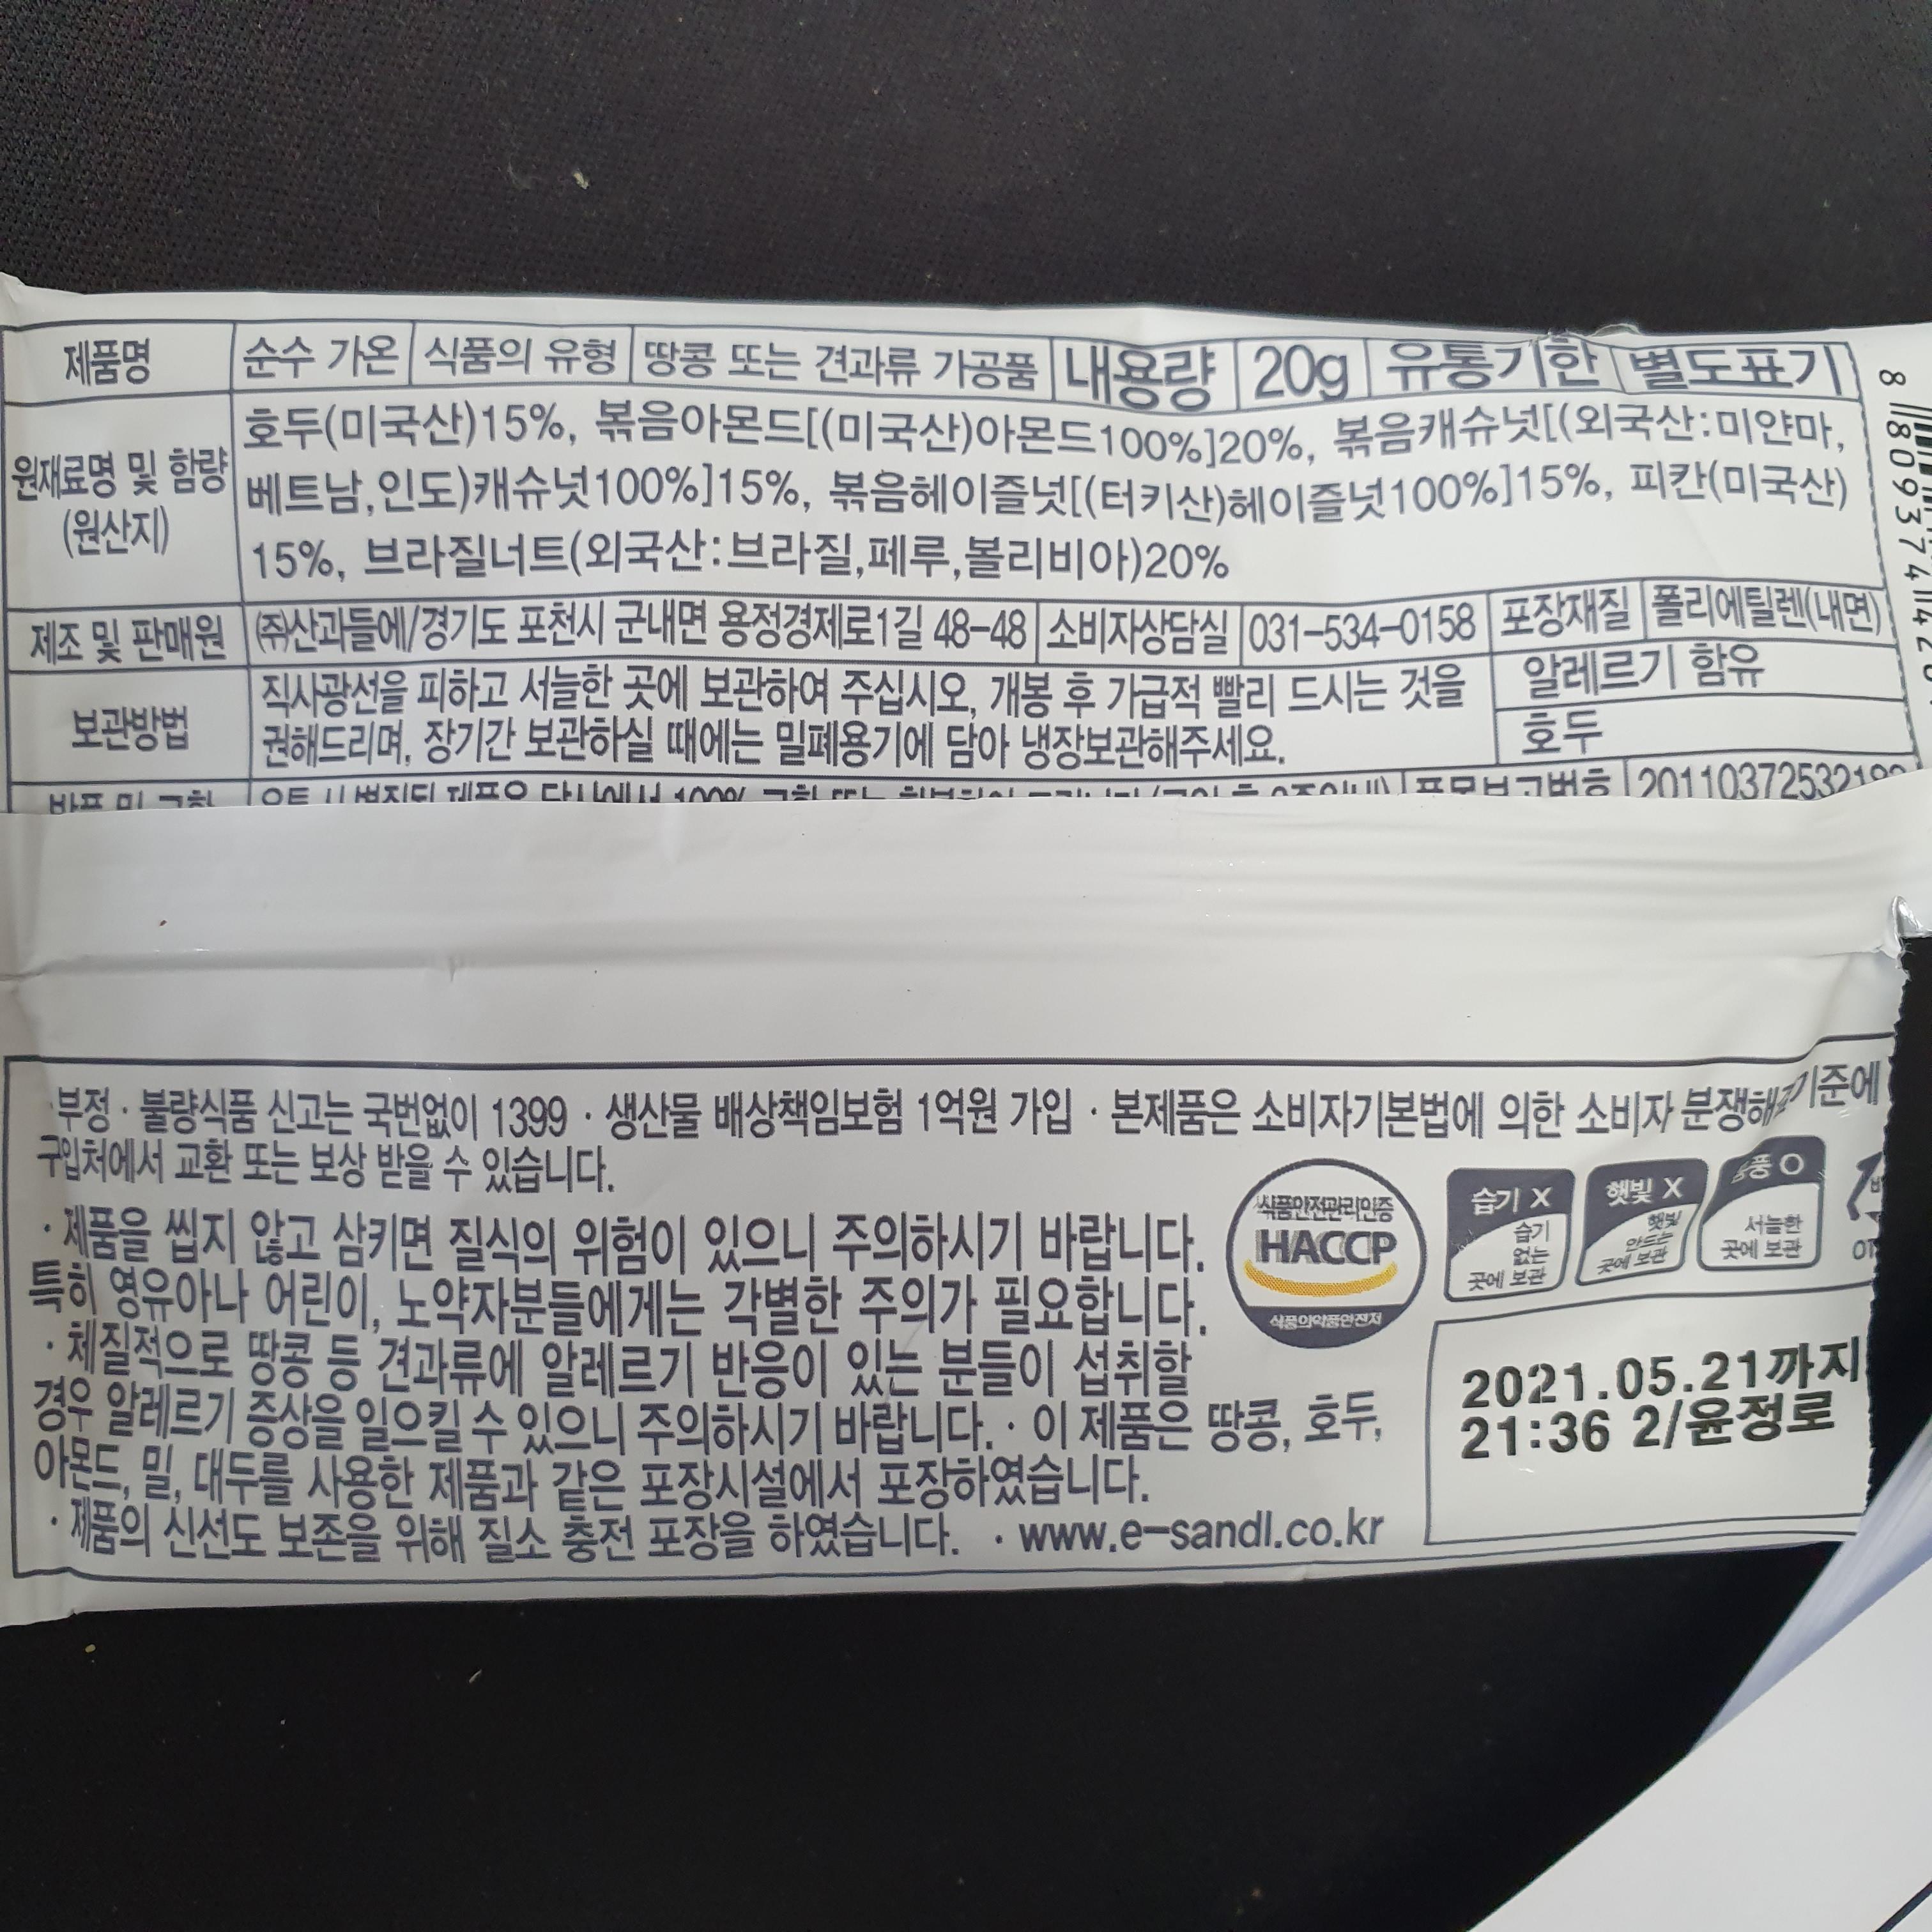 제품명 순수 가온 식품의 유형 땅콩 또는 견과류 가공품 내용량 20g 유통기한 별도표기
원재료명 및 함량
(원산지)
호두(미국산)15%, 볶음아몬드[(미국산)아몬드100%]20%, 볶음캐슈넛[(외국산:미얀마,
베트남,인도)캐슈넛100%]15%, 볶음헤이즐넛[(터키산)헤이즐넛100%]15%, 피칸(미국산)
15%, 브라질너트(외국산:브라질,페루,볼리비아)20%
제조 및 판매원 ㈜산과들에/경기도 포천시 군내면 용정경제로1길 48-48 소비자상담실 031-534-0158 포장재질 폴리에틸렌(내면)
보관방법
직사광선을 피하고 서늘한 곳에 보관하여 주십시오, 개봉 후 가급적 빨리 드시는 것을
권해드리며, 장기간 보관하실 때에는 밀폐용기에 담아 냉장보관해주세요.
알레르기 함유
호두
품목보고번호
8 809374
·부정·불량식품 신고는 국번없이 1399 ·생산물 배상책임보험 1억원 가입 ·본제품은 소비자기본법에 의한 소비자 분쟁해결기준에
구입처에서 교환 또는 보상 받을 수 있습니다.
·제품을 씹지 않고 삼키면 질식의 위험이 있으니 주의하시기 바랍니다.
특히 영유아나 어린이, 노약자분들에게는 각별한 주의가 필요합니다.
·체질적으로 땅콩 등 견과류에 알레르기 반응이 있는 분들이 섭취할
경우 알레르기 증상을 일으킬 수 있으니 주의하시기 바랍니다. ·이 제품은 땅콩, 호두,
아몬드, 밀, 대두를 사용한 제품과 같은 포장시설에서 포장하였습니다.
·제품의 신선도 보존을 위해 질소 충전 포장을 하였습니다. ·www.e-sandl.co.kr
식품안전관리인증
HACCP
식품의약품안전처
습기 X
습기
없는
곳에 보관
햇빛 X
햇빛
안드는
곳에 보관
서늘한
곳에 보관
2021.05.21까지
21:36 2/윤정로